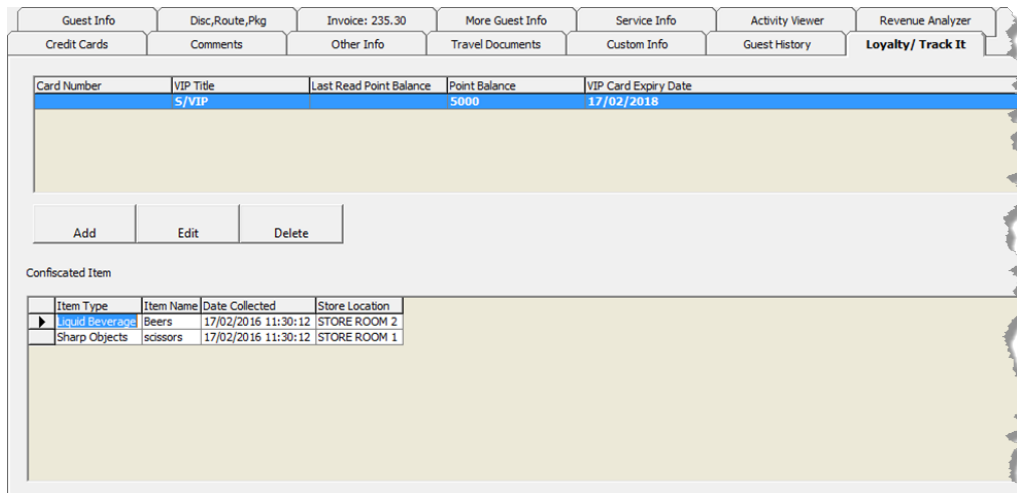 Guest Info Disc,Route,Pkg Invoice: 235.30 More Guest Info Service Info Activity Viewer Revenue Analyzer
Credit Cards Comments Other Info Travel Documents Custom Info Guest History Loyalty/ Track It
Card Number VIP Title Last Read Point Balance Point Balance VIP Card Expiry Date
S/VIP 5000 17/02/2018
Add Edit Delete
Confiscated Item
Item Type Item Name Date Collected Store Location
Liquid Beverage Beers 17/02/2016 11:30:12 STORE ROOM 2
Sharp Objects scissors 17/02/2016 11:30:12 STORE ROOM 1